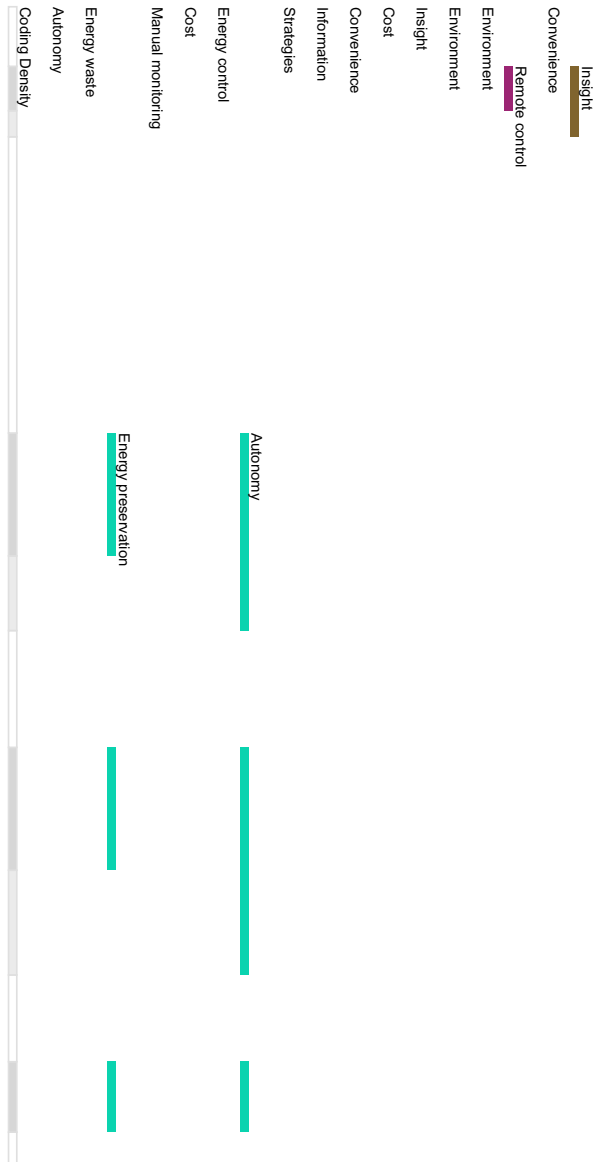 Coding Density
Autonomy
Energy waste
Energy preservation
Manual monitoring
Cost
Energy control
Autonomy
Strategies
Information
Convenience
Cost
Insight
Environment
Environment
Remote control
Convenience
Insight